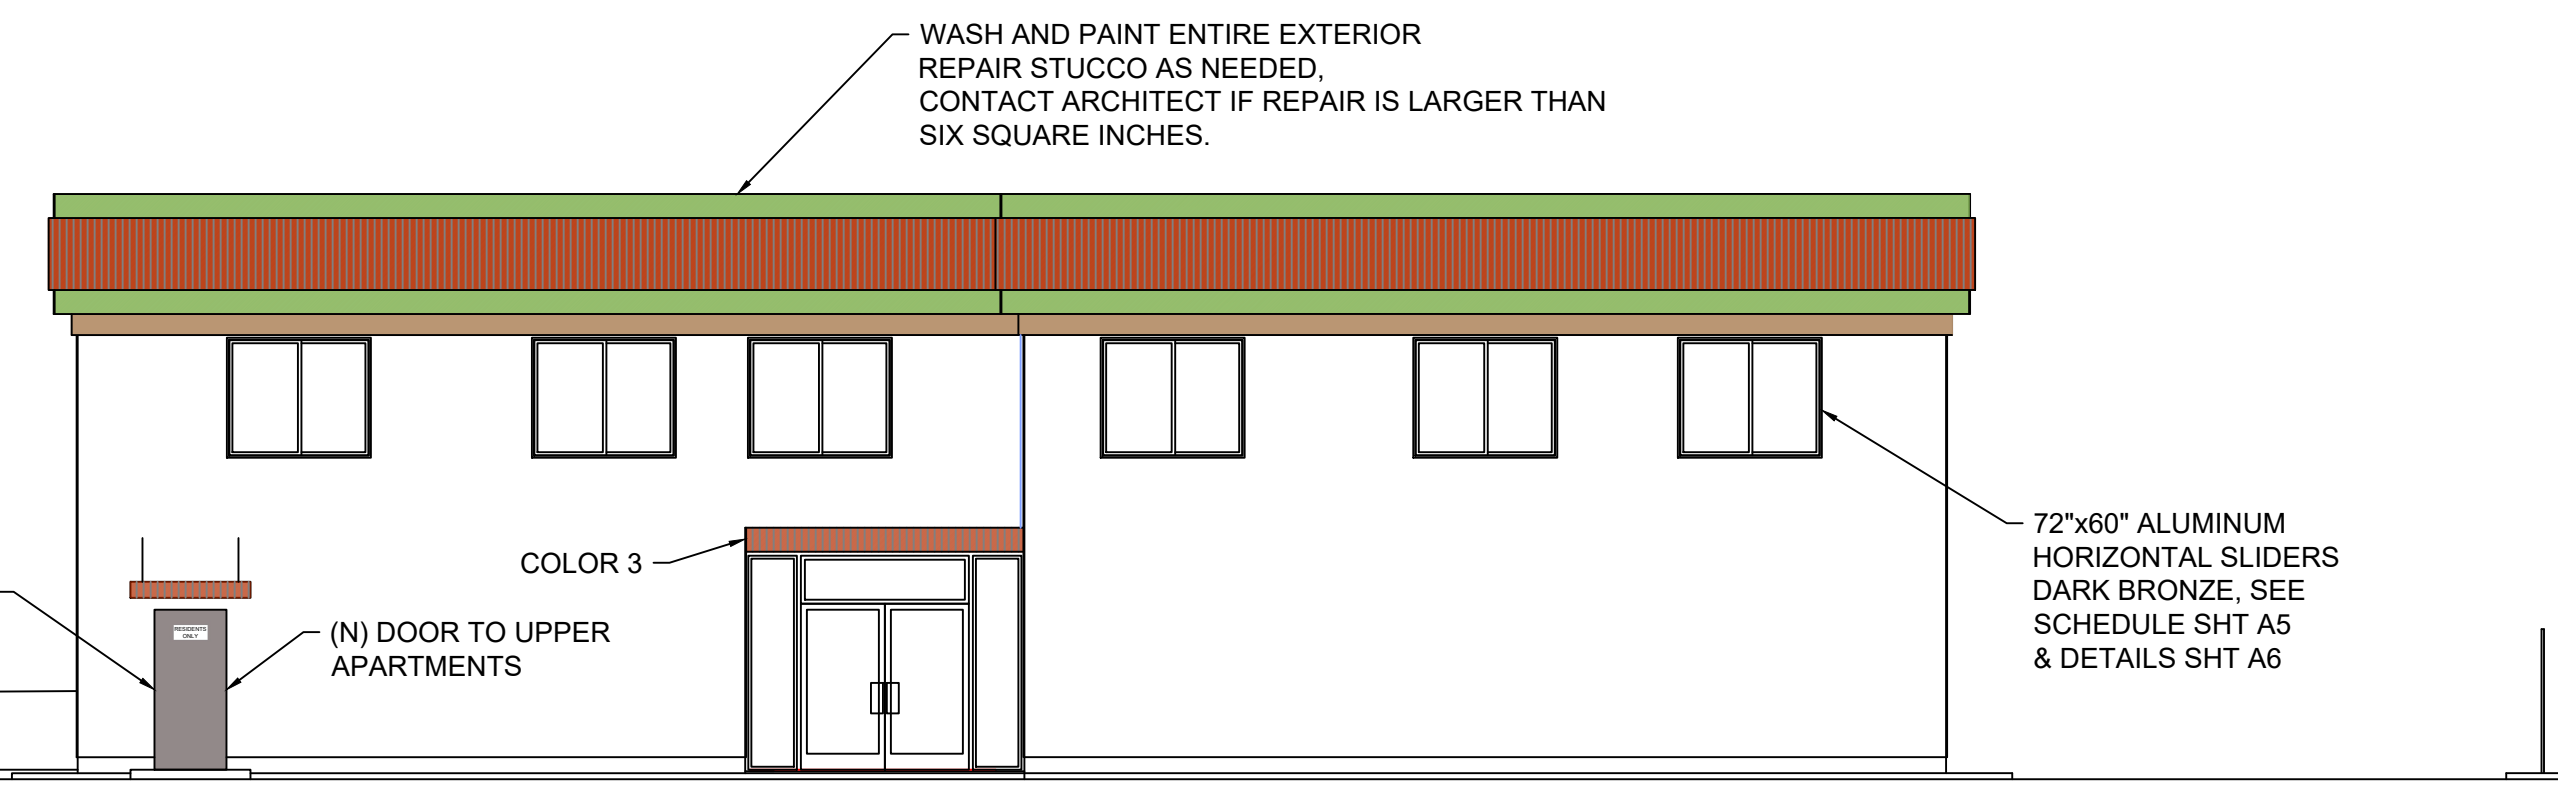 WASH AND PAINT ENTIRE EXTERIOR
REPAIR STUCCO AS NEEDED,
CONTACT ARCHITECT IF REPAIR IS LARGER THAN
SIX SQUARE INCHES.
COLOR 3
72"x60" ALUMINUM
HORIZONTAL SLIDERS
DARK BRONZE, SEE
SCHEDULE SHT A5
& DETAILS SHT A6
RESIDENTS
ONLY
(N) DOOR TO UPPER
APARTMENTS